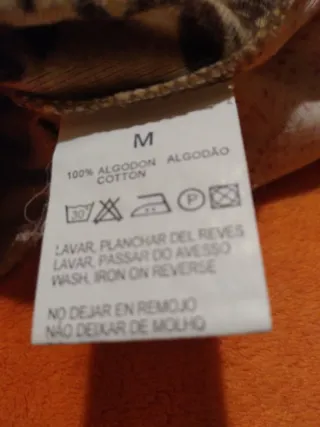 M
100% ALGODON ALGODÃO
COTTON
30° P
LAVAR, PLANCHAR DEL REVES
LAVAR, PASSAR DO AVESSO
WASH, IRON ON REVERSE
NO DEJAR EN REMOJO
NÃO DEIXAR DE MOLHO